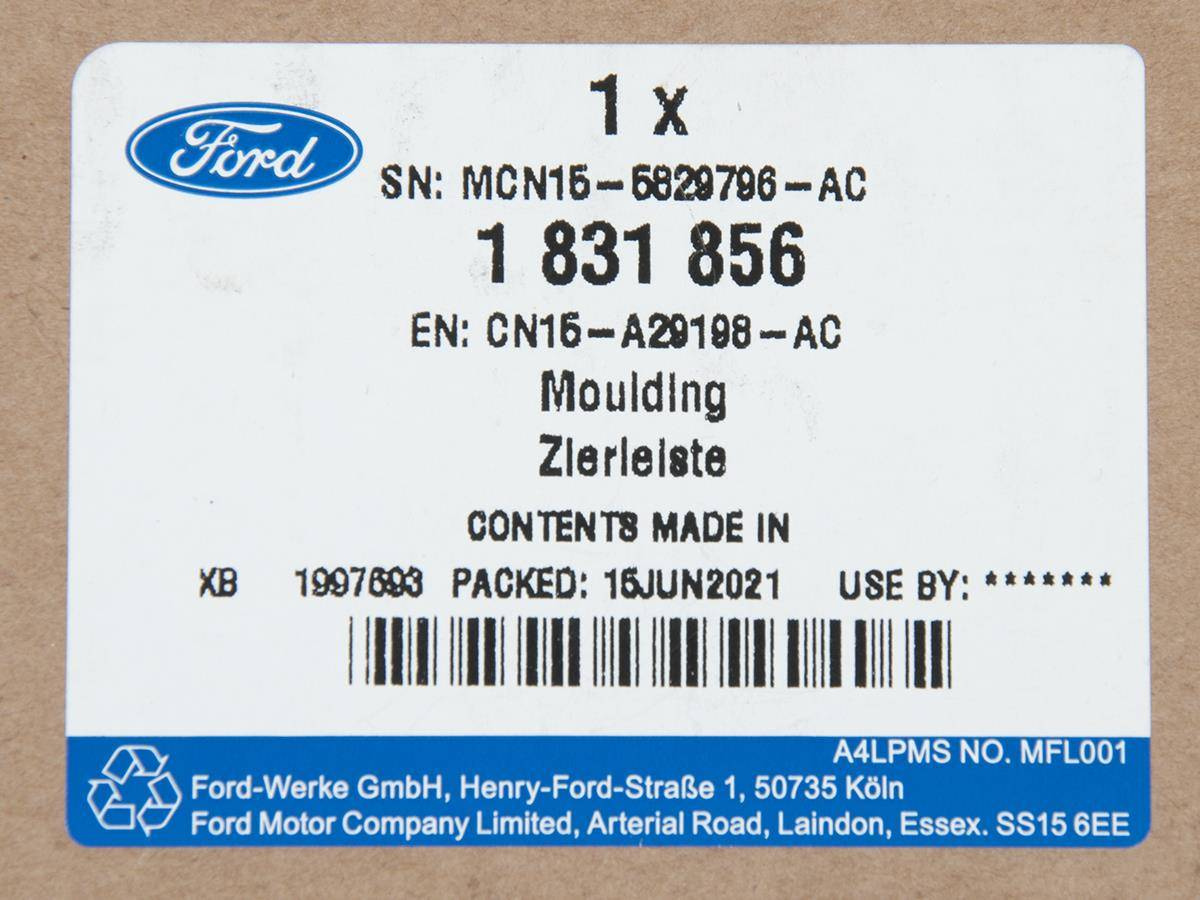 1 x
Ford
SN: MCN15-5829796-AC
1 831 856
EN: CN15-A29198-AC
Moulding
Zierleiste
CONTENTS MADE IN
XB 1997693 PACKED: 15JUN2021 USE BY: *******
A4LPMS NO. MFL001
Ford-Werke GmbH, Henry-Ford-Straße 1, 50735 Köln
Ford Motor Company Limited, Arterial Road, Laindon, Essex. SS15 6EE